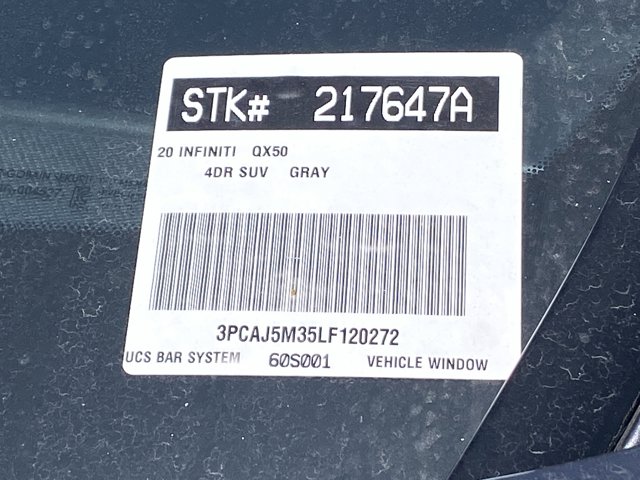 STK# 217647A
20 INFINITI QX50
4DR SUV GRAY
3PCAJ5M35LF120272
UCS BAR SYSTEM 60S001 VEHICLE WINDOW